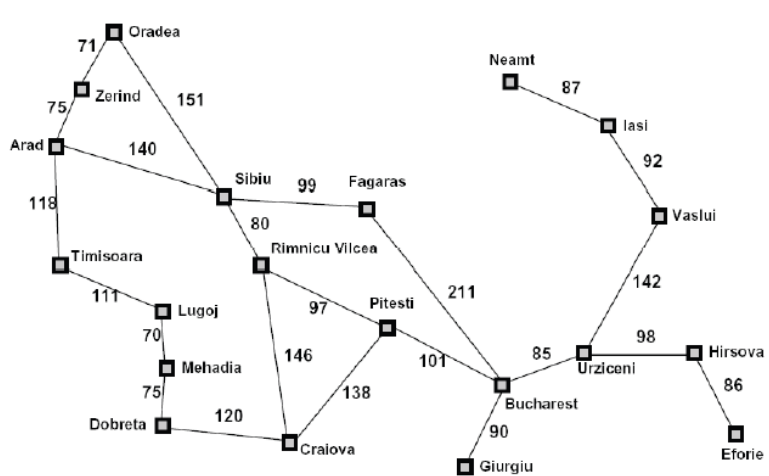 Oradea
71
Neamt
87
Zerind
151
75
Iasi
Arad
140
92
Sibiu
99
Fagaras
118
80
Vaslui
Rimnicu Vilcea
Timisoara
142
111
211
Lugoj
97
Pitesti
70
98
146
101
85
Hirsova
Mehadia
Urziceni
75
138
86
Bucharest
Dobreta
120
90
Craiova
Eforie
Giurgiu